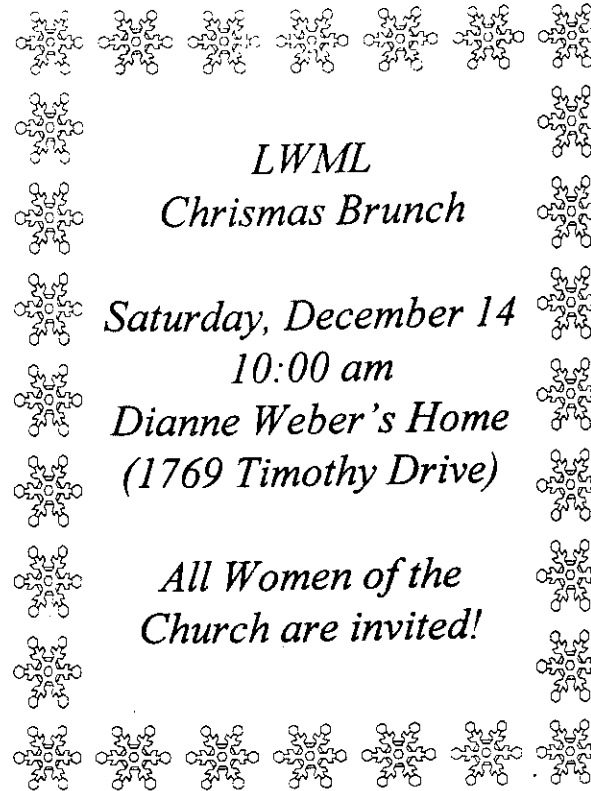 LWML
Chrismas Brunch
Saturday, December 14
10:00 am
Dianne Weber's Home
(1769 Timothy Drive)
All Women of the
Church are invited!